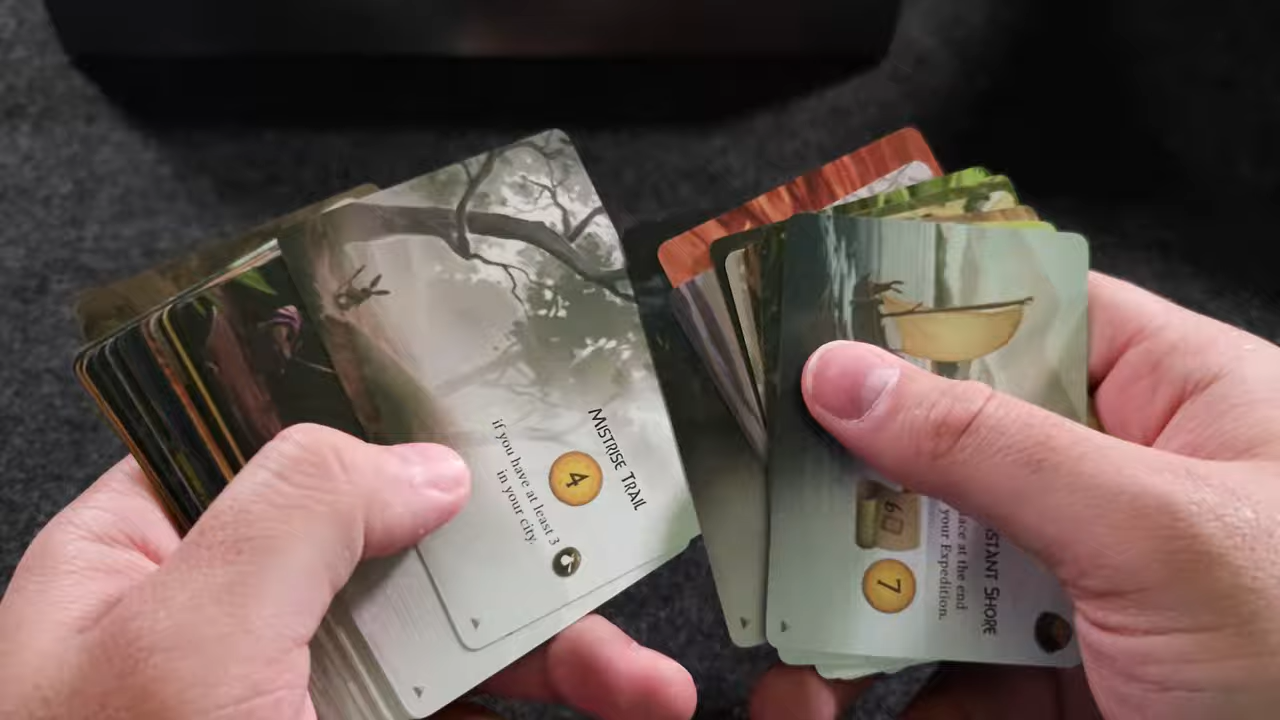 MISTRISE TRAIL
4
if you have at least 3
in your city.
STANT SHORE
ace at the end
your Expedition.
6
7